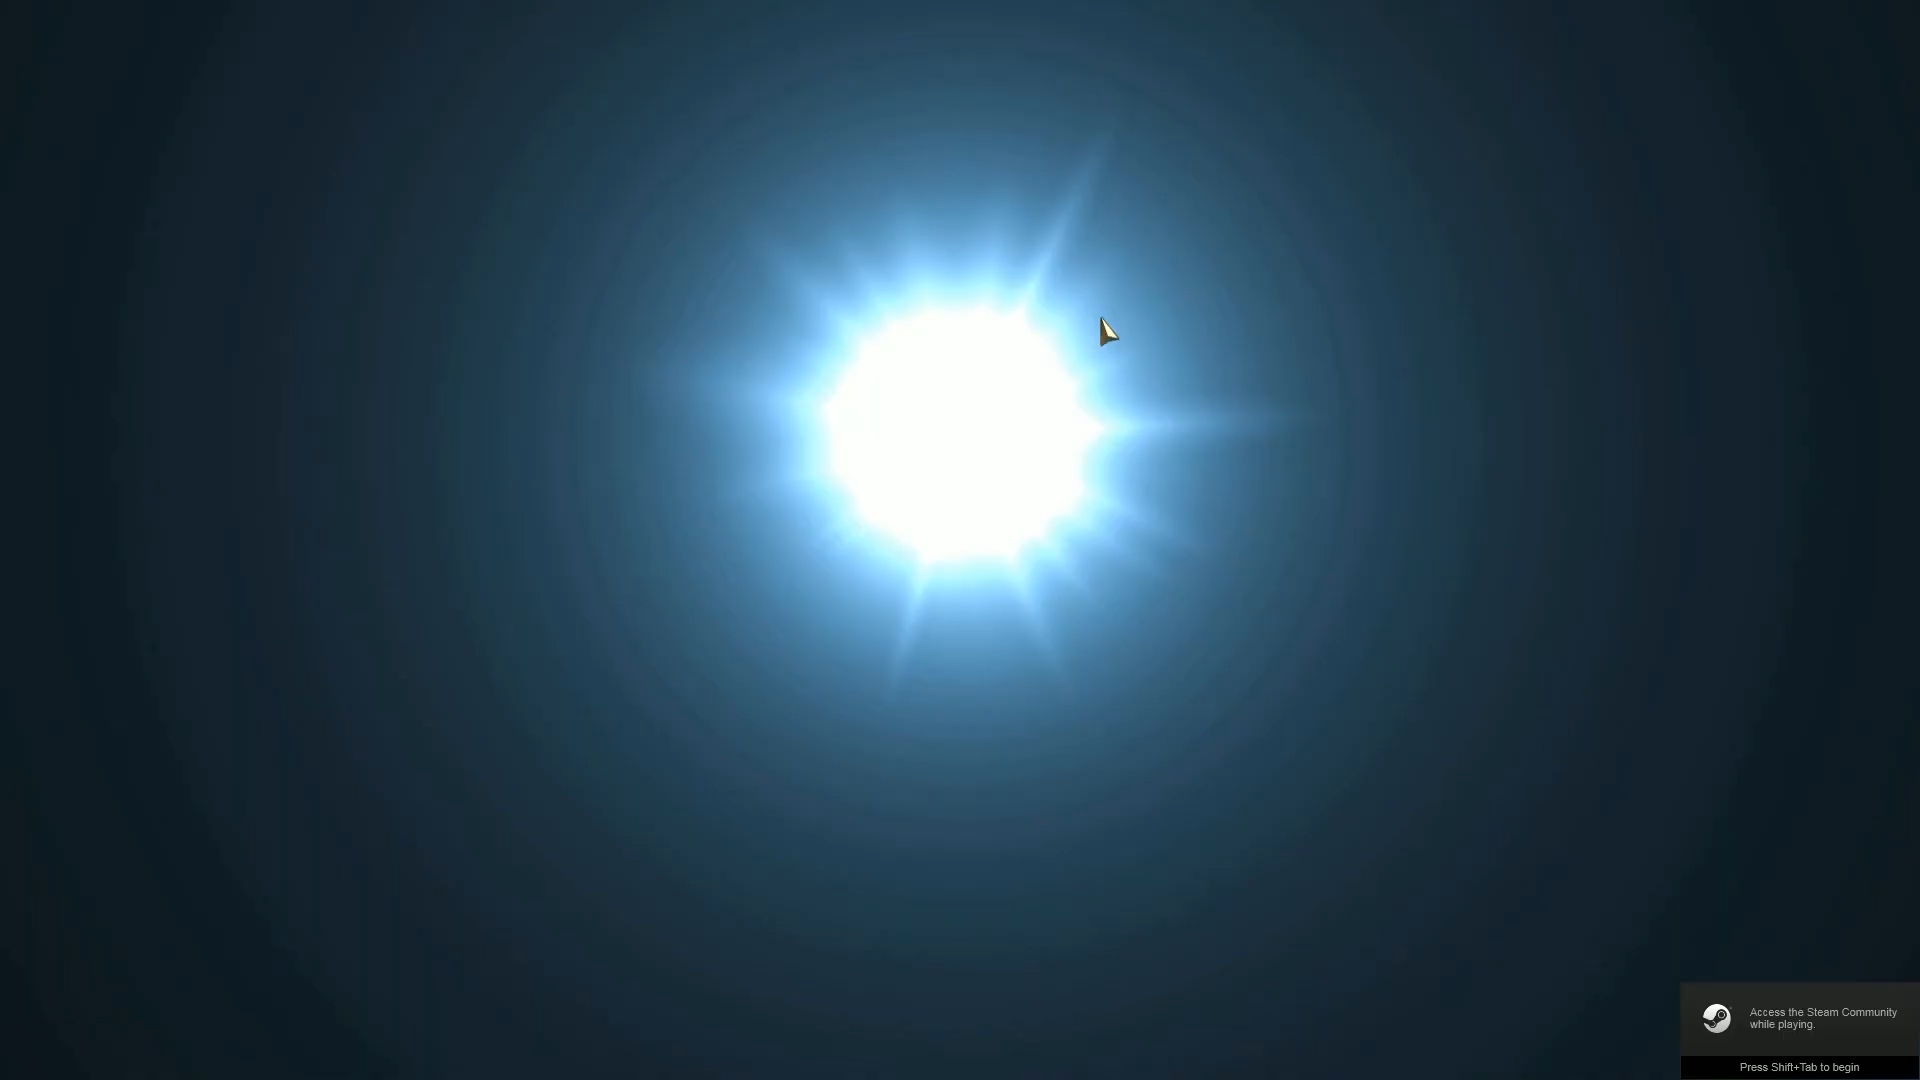 Access the Steam Community
while playing.
Press Shift+Tab to begin